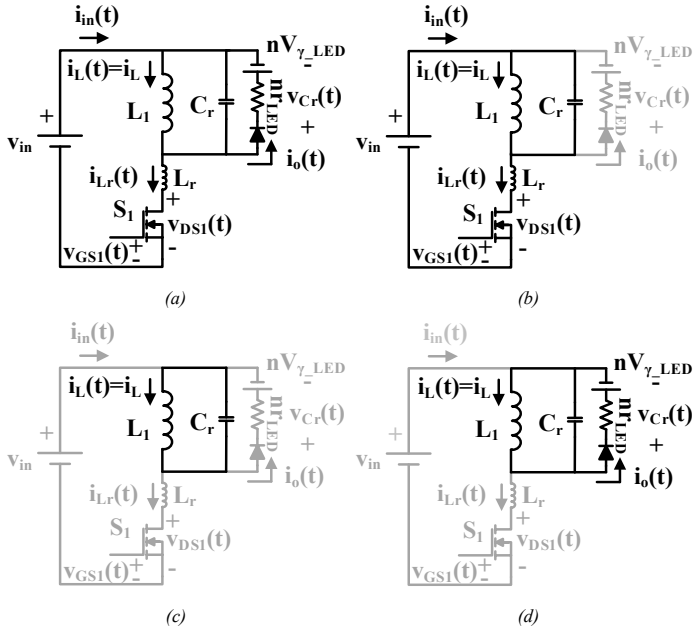 i_in(t)
nV_γ_LED
i_L(t)=i_L
-
+
L_1
C_r
nr_LED
v_Cr(t)
+
v_in
i_o(t)
i_Lr(t)
L_r
+
S_1
v_DS1(t)
v_GS1(t)
+
-
-
(a)
i_in(t)
nV_γ_LED
i_L(t)=i_L
-
+
L_1
C_r
nr_LED
v_Cr(t)
+
v_in
i_o(t)
i_Lr(t)
L_r
+
S_1
v_DS1(t)
v_GS1(t)
+
-
-
(b)
i_in(t)
nV_γ_LED
i_L(t)=i_L
-
+
L_1
C_r
nr_LED
v_Cr(t)
+
v_in
i_o(t)
i_Lr(t)
L_r
+
S_1
v_DS1(t)
v_GS1(t)
+
-
-
(c)
i_in(t)
nV_γ_LED
i_L(t)=i_L
-
+
L_1
C_r
nr_LED
v_Cr(t)
+
v_in
i_o(t)
i_Lr(t)
L_r
+
S_1
v_DS1(t)
v_GS1(t)
+
-
-
(d)